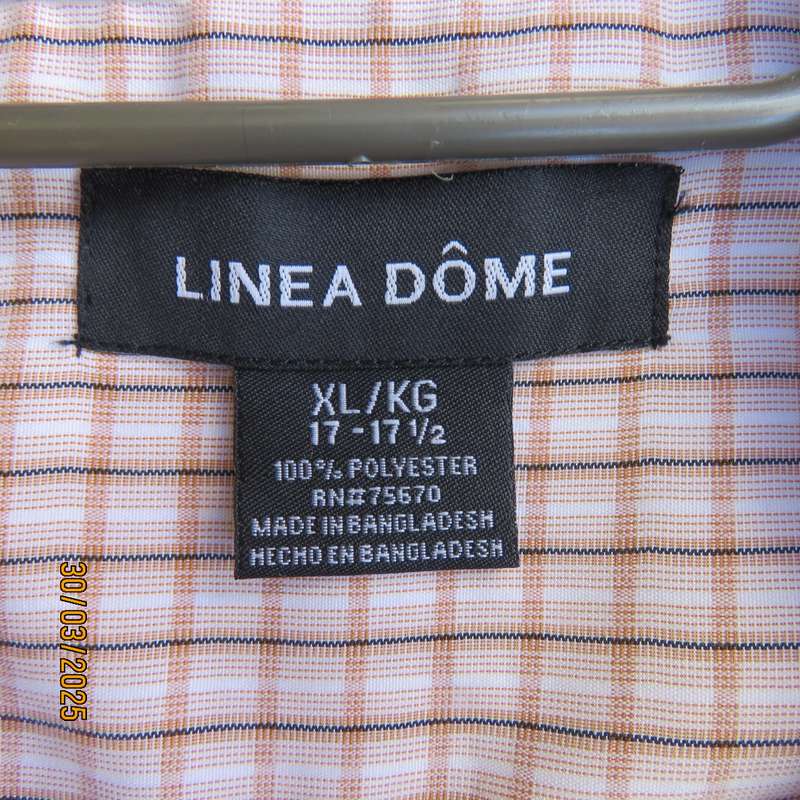 LINEA DÔME
XL/KG
17 - 17 1/2
100% POLYESTER
RN#75670
MADE IN BANGLADESH
HECHO EN BANGLADESH
30/03/2025